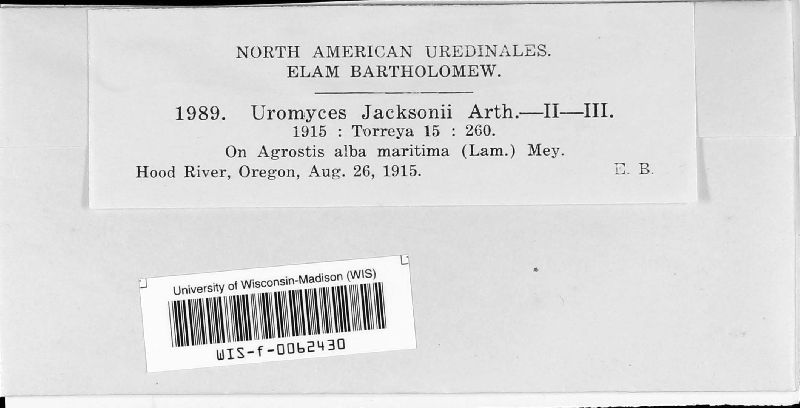 NORTH AMERICAN UREDINALES.
ELAM BARTHOLOMEW.
1989. Uromyces Jacksonii Arth.—II—III.
1915 : Torreya 15 : 260.
On Agrostis alba maritima (Lam.) Mey.
Hood River, Oregon, Aug. 26, 1915. E. B.
University of Wisconsin-Madison (WIS)
WIS-f-0062430